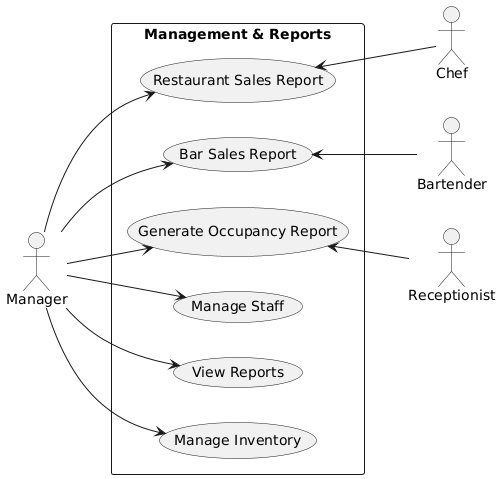 Management & Reports
Restaurant Sales Report
Chef
Bar Sales Report
Bartender
Generate Occupancy Report
Receptionist
Manager
Manage Staff
View Reports
Manage Inventory